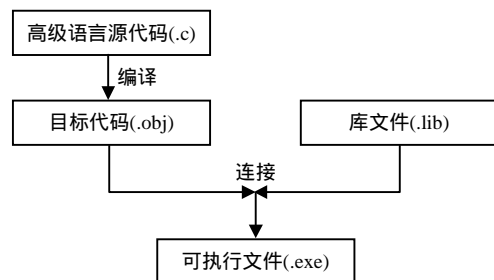 高级语言源代码(.c)
编译
目标代码(.obj)
库文件(.lib)
连接
可执行文件(.exe)